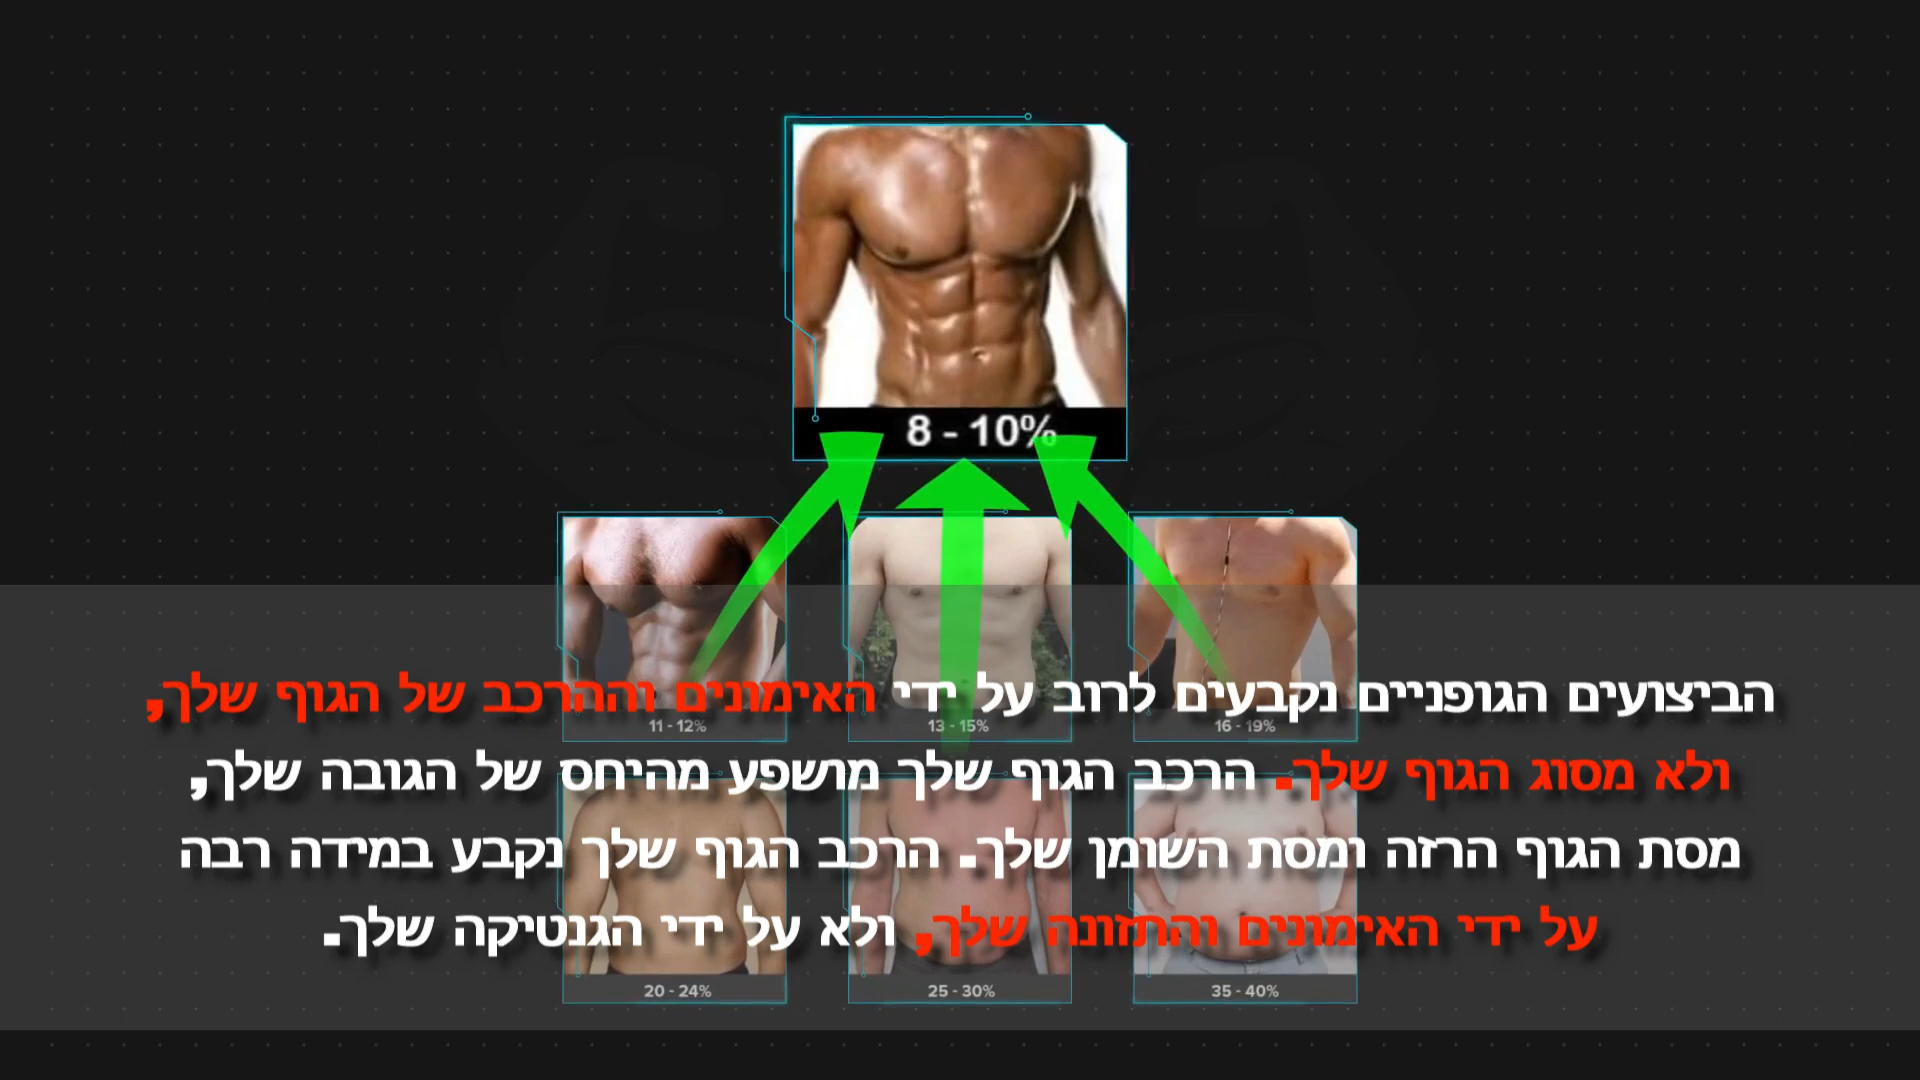 8 - 10%
11 - 12%
13 - 15%
16 - 19%
הביצועים הגופניים נקבעים לרוב על ידי האימונים וההרכב של הגוף שלך,
ולא מסוג הגוף שלך. הרכב הגוף שלך מושפע מהיחס של הגובה שלך,
מסת הגוף הרזה ומסת השומן שלך. הרכב הגוף שלך נקבע במידה רבה
על ידי האימונים והתזונה שלך, ולא על ידי הגנטיקה שלך.
20 - 24%
25 - 30%
35 - 40%